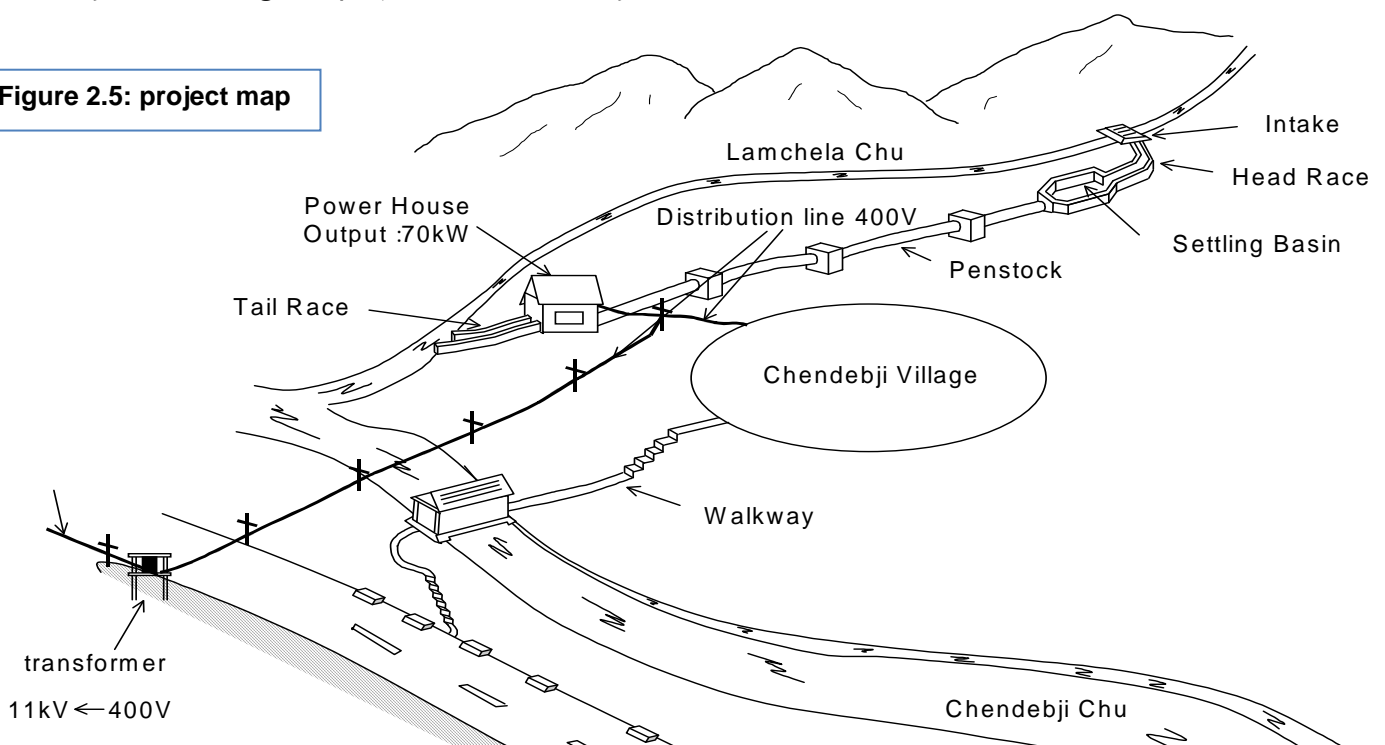 Figure 2.5: project map
Intake
Lamchela Chu
Head Race
Power House
Output :70kW
Distribution line 400V
Settling Basin
Penstock
Tail Race
Chendebji Village
Walkway
transformer
11kV ←400V
Chendebji Chu